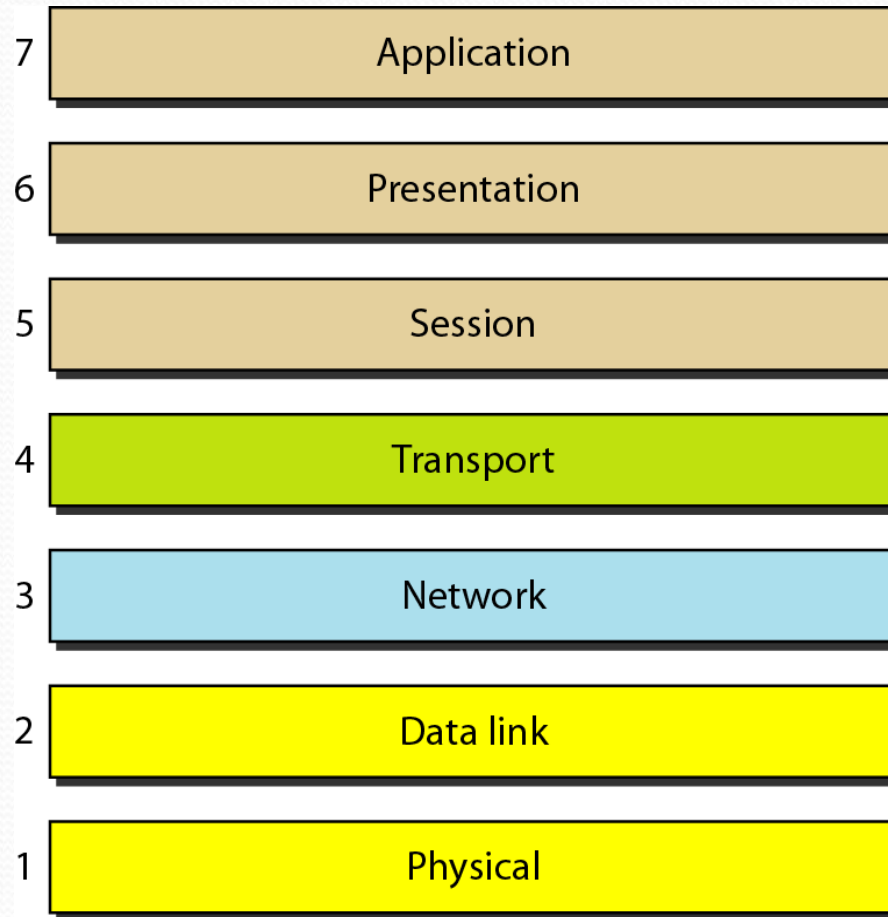 7 Application
6 Presentation
5 Session
4 Transport
3 Network
2 Data link
1 Physical